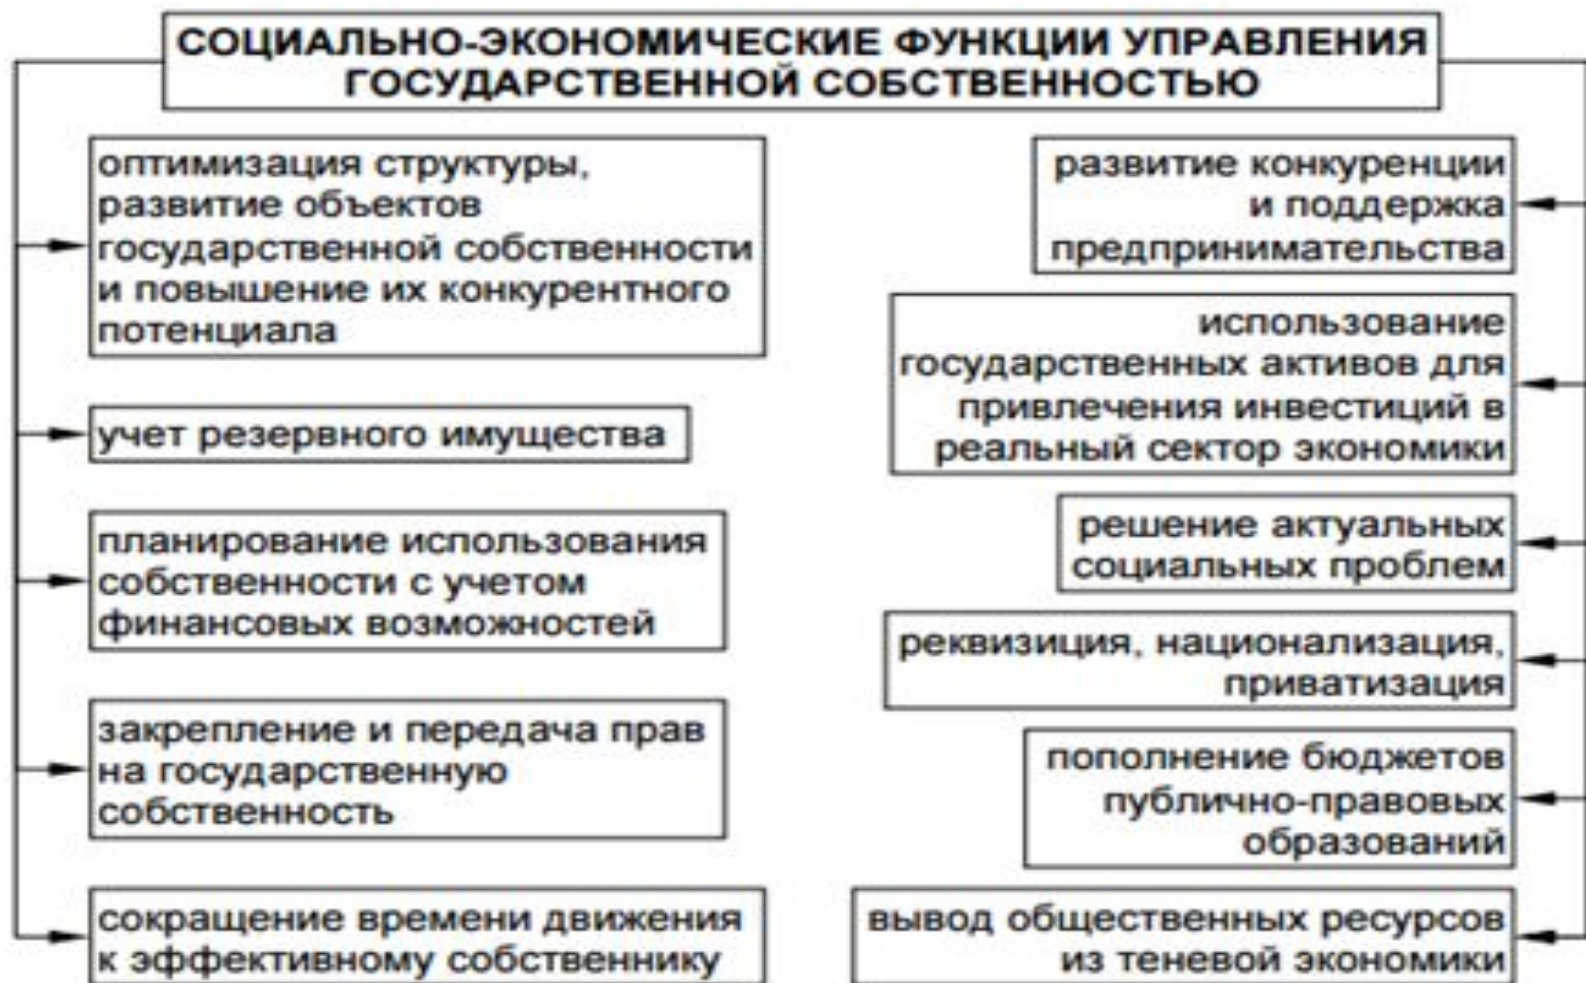 СОЦИАЛЬНО-ЭКОНОМИЧЕСКИЕ ФУНКЦИИ УПРАВЛЕНИЯ
ГОСУДАРСТВЕННОЙ СОБСТВЕННОСТЬЮ
оптимизация структуры,
развитие объектов
государственной собственности
и повышение их конкурентного
потенциала
учет резервного имущества
планирование использования
собственности с учетом
финансовых возможностей
закрепление и передача прав
на государственную
собственность
сокращение времени движения
к эффективному собственнику
развитие конкуренции
и поддержка
предпринимательства
использование
государственных активов для
привлечения инвестиций в
реальный сектор экономики
решение актуальных
социальных проблем
реквизиция, национализация,
приватизация
пополнение бюджетов
публично-правовых
образований
вывод общественных ресурсов
из теневой экономики